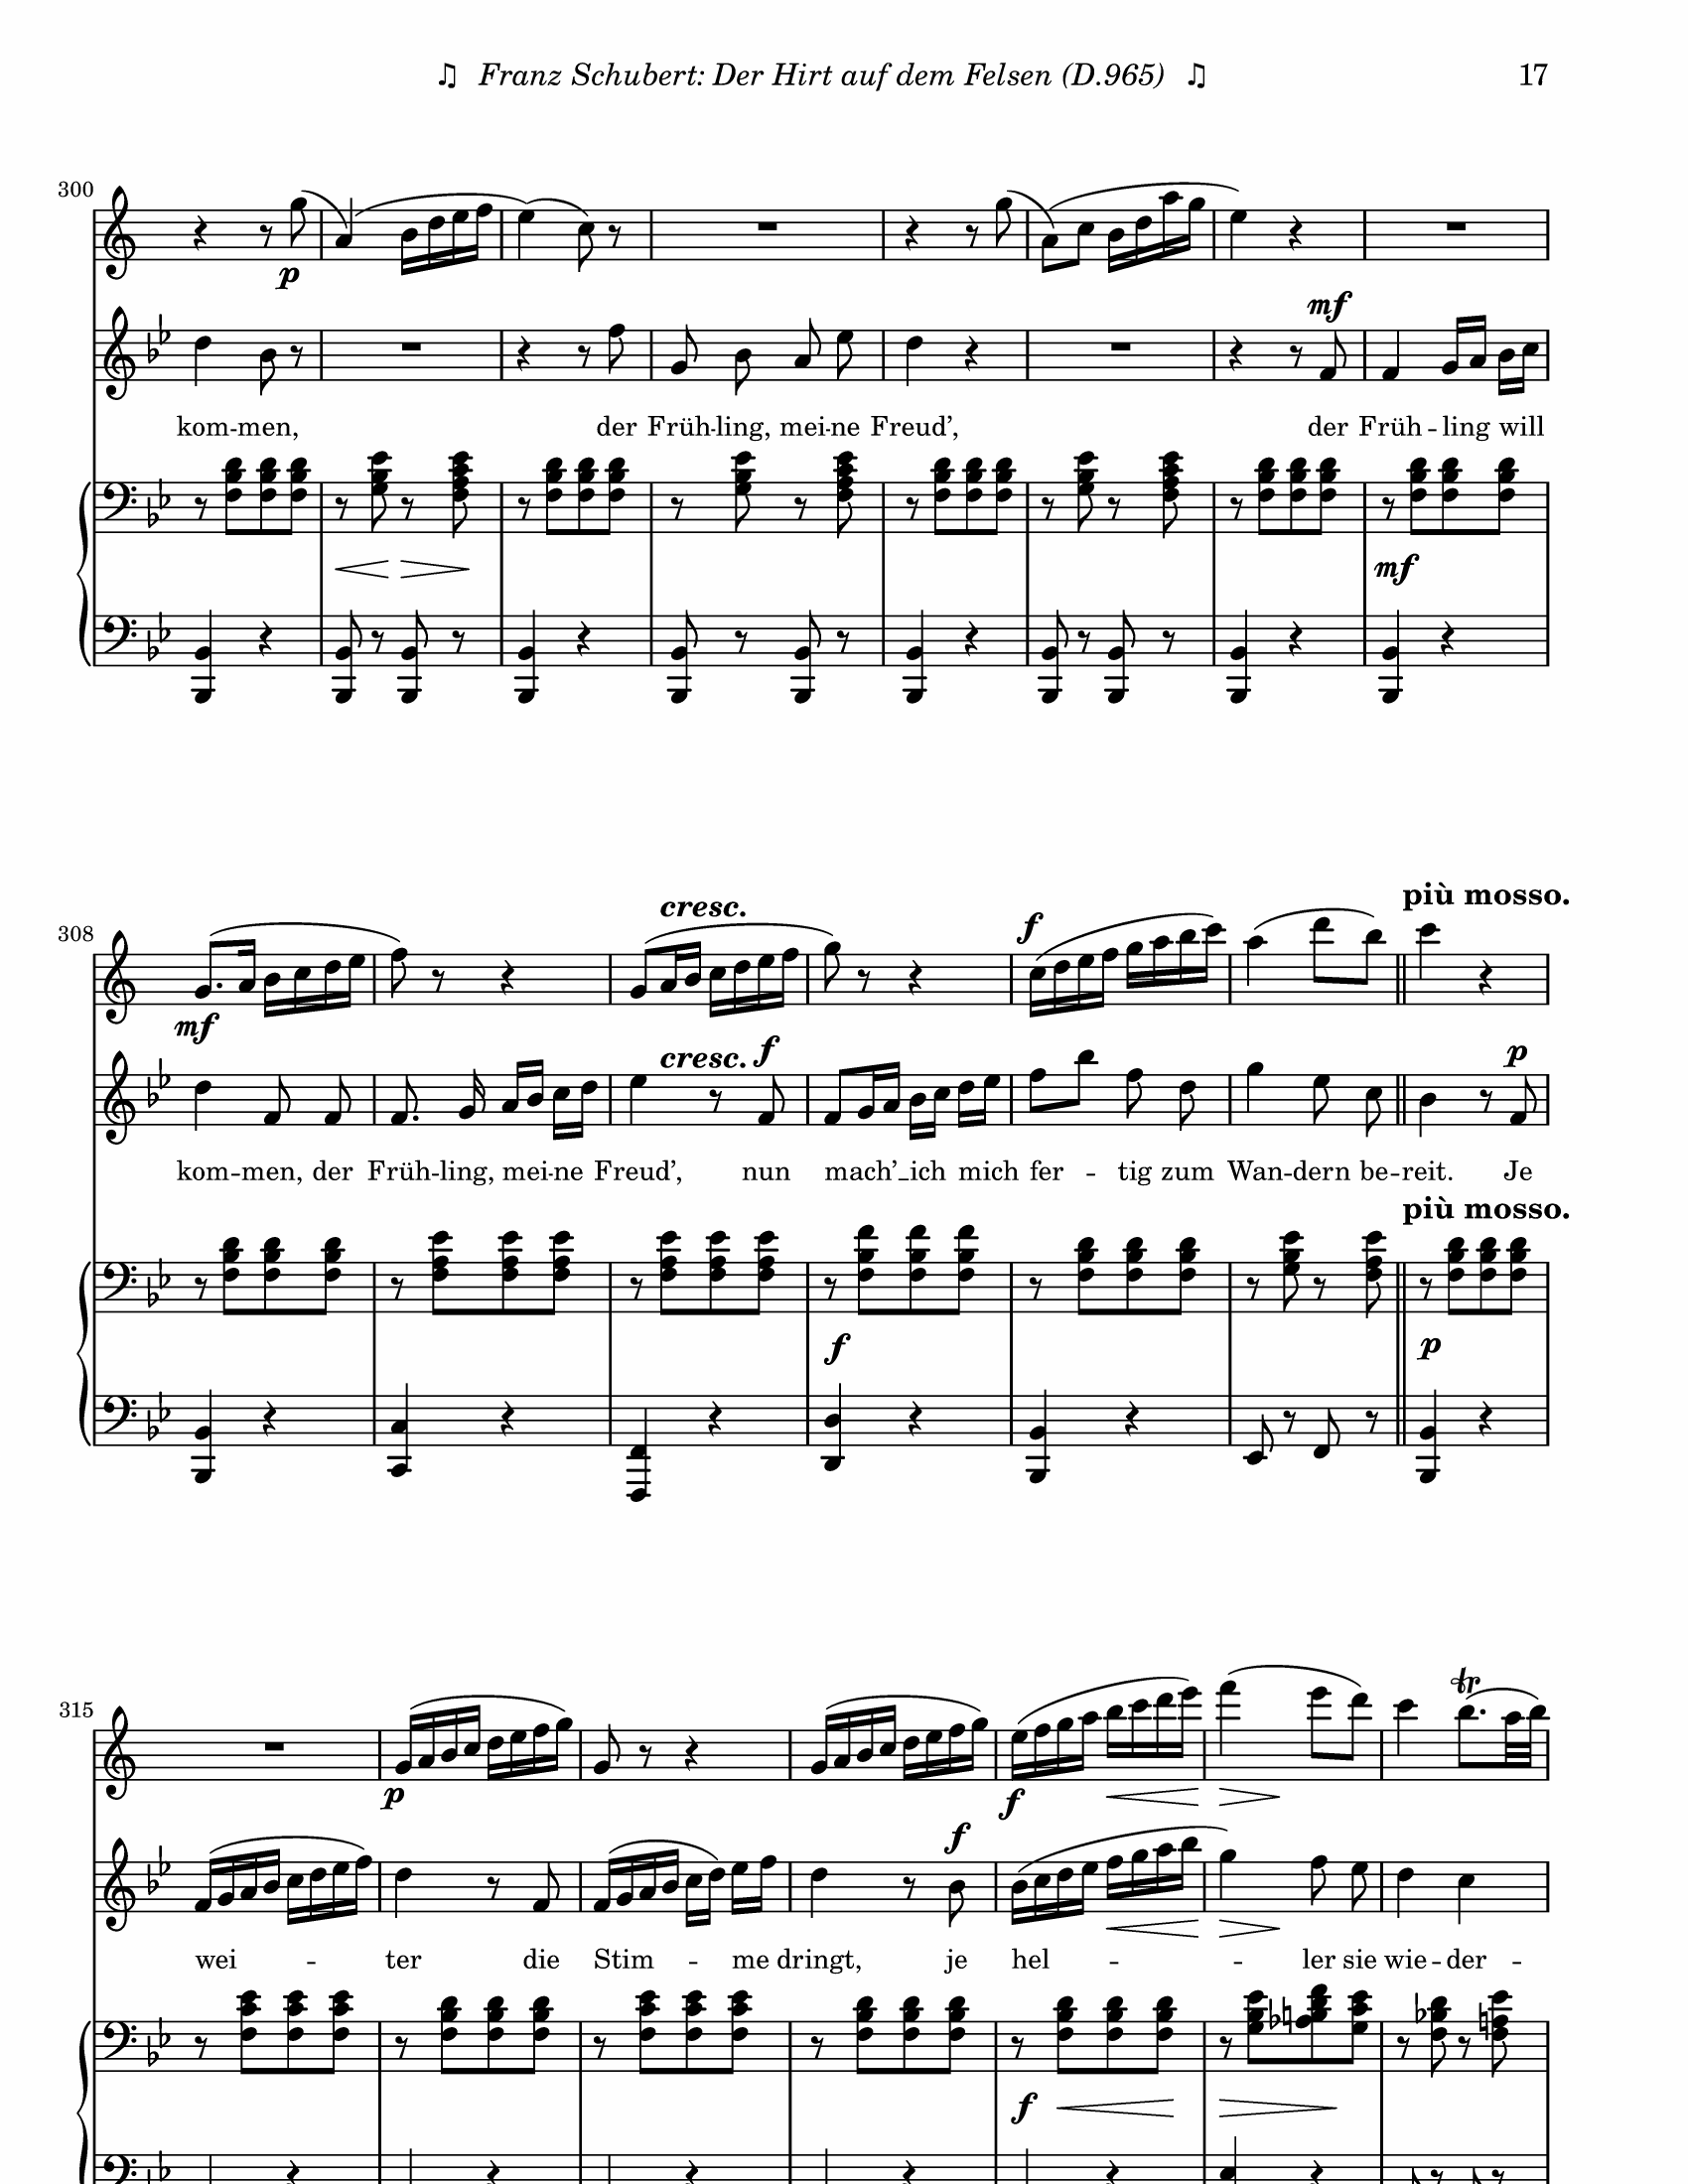 ♫ Franz Schubert: Der Hirt auf dem Felsen (D.965) ♫ 17
300
p
mf
kom -- men, der Früh -- ling, mei -- ne Freud’, der Früh -- ling will
mf
più mosso.
308
cresc. f
mf
cresc. f p
kom -- men, der Früh -- ling, mei -- ne Freud’, nun mach’ __ ich mich fer -- tig zum Wan -- dern be -- reit. Je
più mosso.
f p
315
tr
p f
f
wei -- ter die Stim -- me dringt, je hel -- ler sie wie -- der --
f